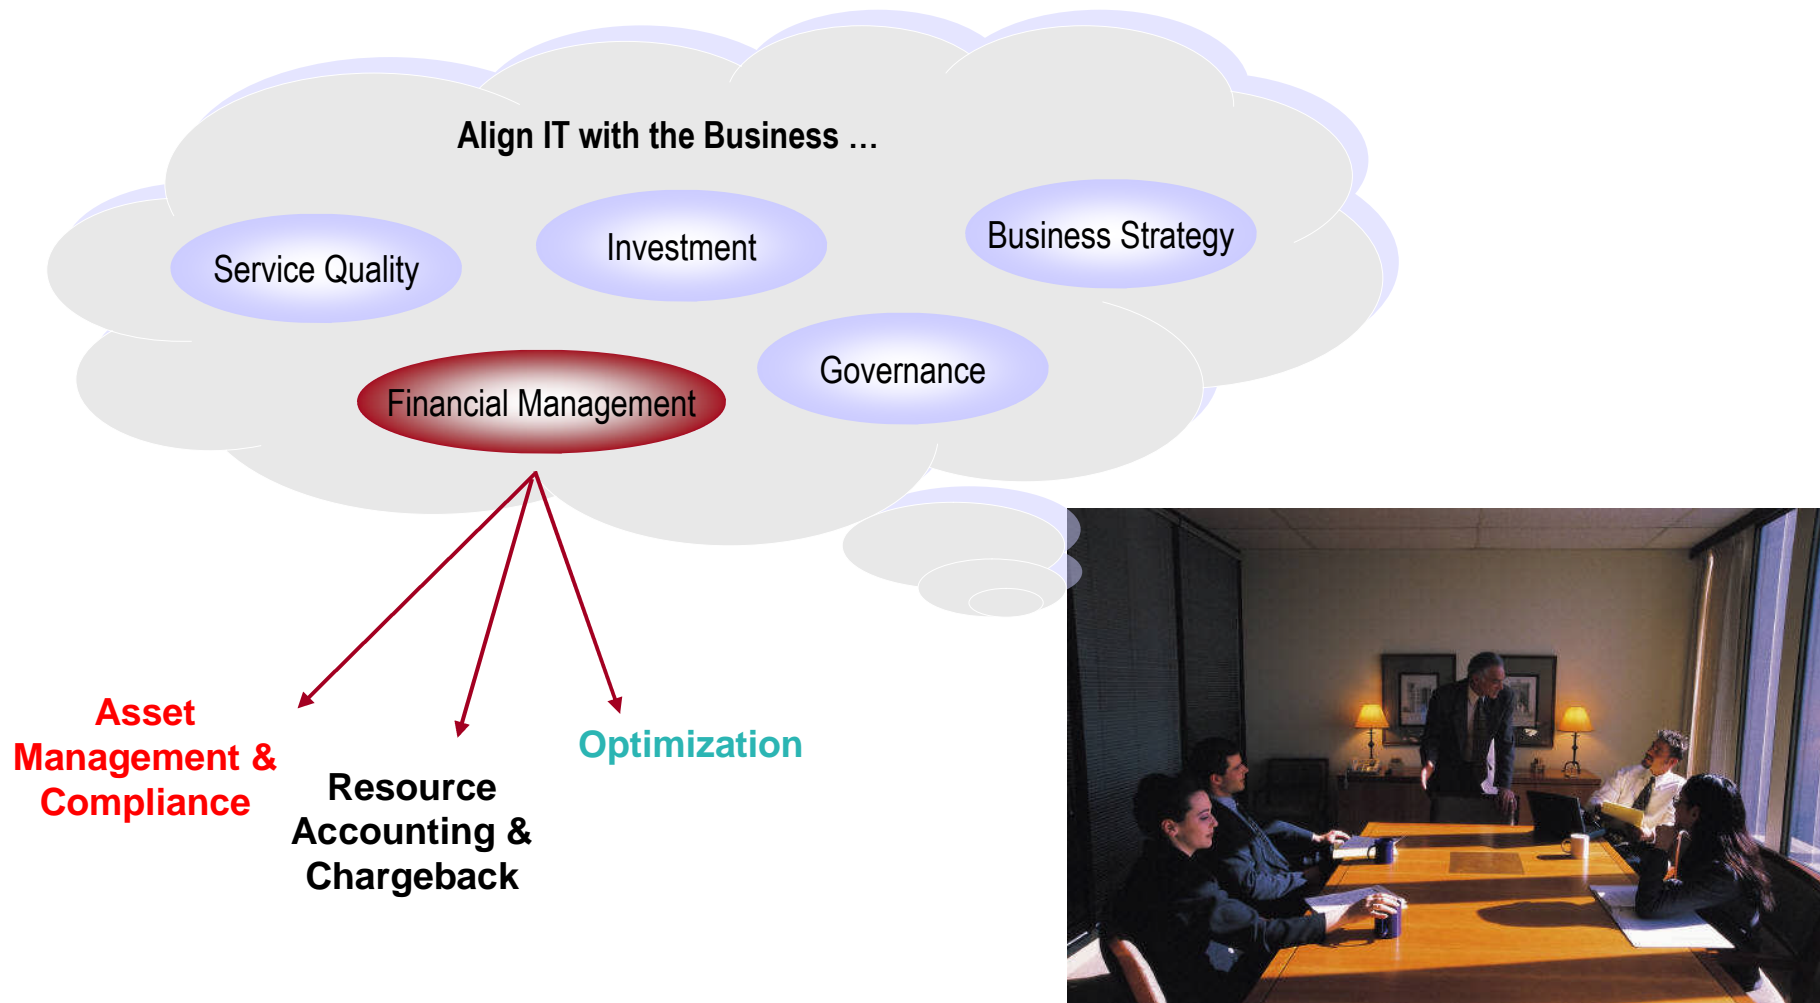 Align IT with the Business …
Service Quality
Investment
Business Strategy
Financial Management
Governance
Asset
Management &
Compliance
Resource
Accounting &
Chargeback
Optimization